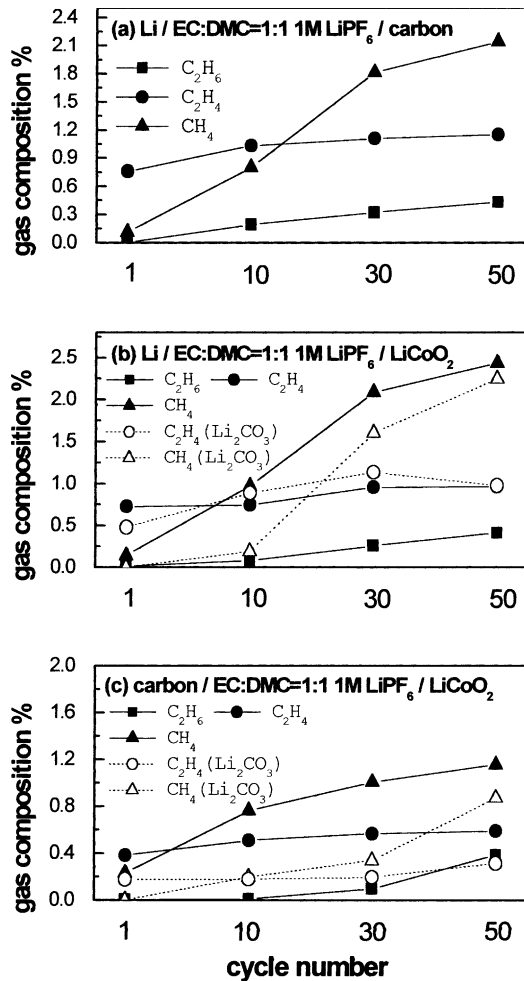 (a) Li / EC:DMC=1:1 1M LiPF₆ / carbon
C₂H₆
C₂H₄
CH₄
gas composition %
2.4
2.1
1.8
1.5
1.2
0.9
0.6
0.3
0.0
1 10 30 50
(b) Li / EC:DMC=1:1 1M LiPF₆ / LiCoO₂
C₂H₆ C₂H₄
CH₄
C₂H₄(Li₂CO₃)
CH₄(Li₂CO₃)
gas composition %
2.5
2.0
1.5
1.0
0.5
0.0
1 10 30 50
(c) carbon / EC:DMC=1:1 1M LiPF₆ / LiCoO₂
C₂H₆ C₂H₄
CH₄
C₂H₄(Li₂CO₃)
CH₄(Li₂CO₃)
gas composition %
2.0
1.6
1.2
0.8
0.4
0.0
1 10 30 50
cycle number